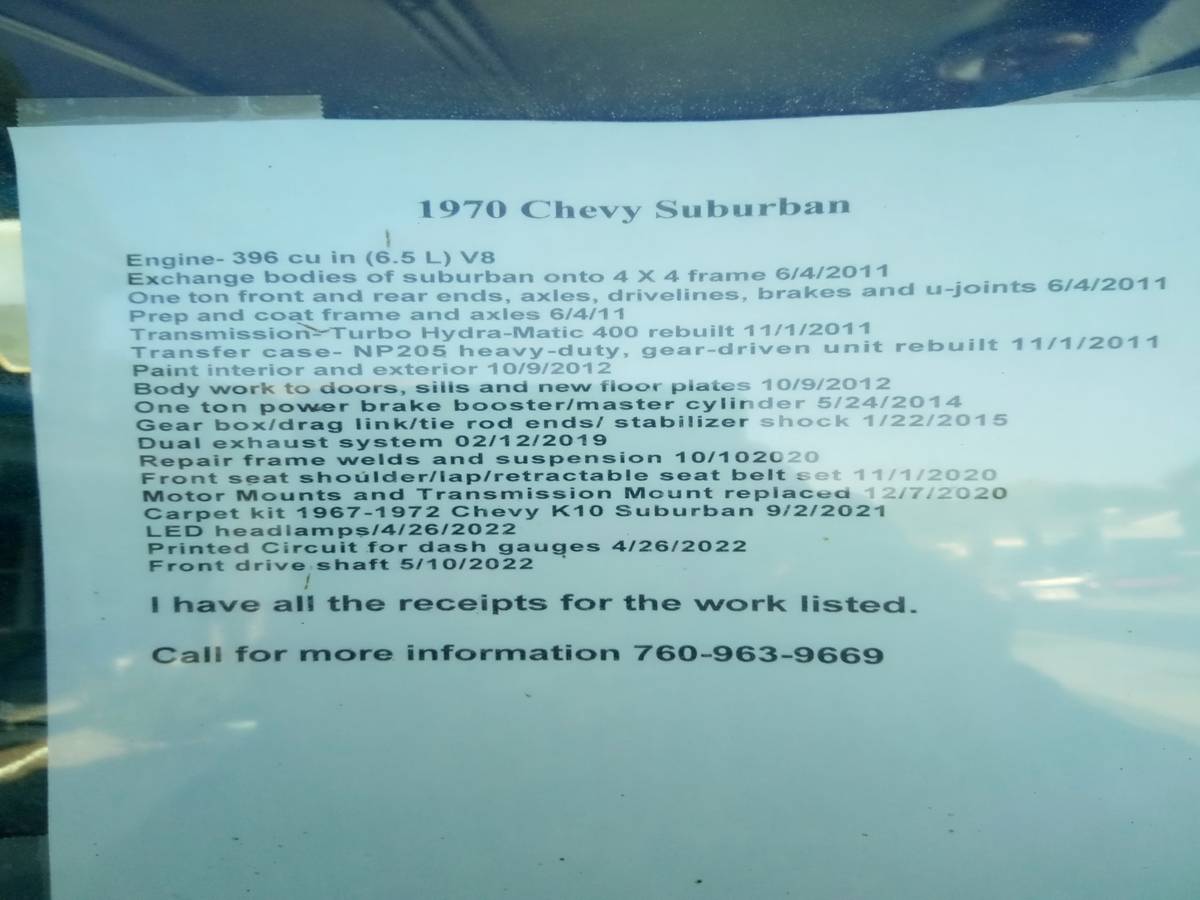 1970 Chevy Suburban
Engine- 396 cu in (6.5 L) V8
Exchange bodies of suburban onto 4 X 4 frame 6/4/2011
One ton front and rear ends, axles, drivelines, brakes and u-joints 6/4/2011
Prep and coat frame and axles 6/4/11
Transmission- Turbo Hydra-Matic 400 rebuilt 11/1/2011
Transfer case- NP205 heavy-duty, gear-driven unit rebuilt 11/1/2011
Paint interior and exterior 10/9/2012
Body work to doors, sills and new floor plates 10/9/2012
One ton power brake booster/master cylinder 5/24/2014
Gear box/drag link/tie rod ends/ stabilizer shock 1/22/2015
Dual exhaust system 02/12/2019
Repair frame welds and suspension 10/102020
Front seat shoulder/lap/retractable seat belt set 11/1/2020
Motor Mounts and Transmission Mount replaced 12/7/2020
Carpet kit 1967-1972 Chevy K10 Suburban 9/2/2021
LED headlamps/4/26/2022
Printed Circuit for dash gauges 4/26/2022
Front drive shaft 5/10/2022
I have all the receipts for the work listed.
Call for more information 760-963-9669